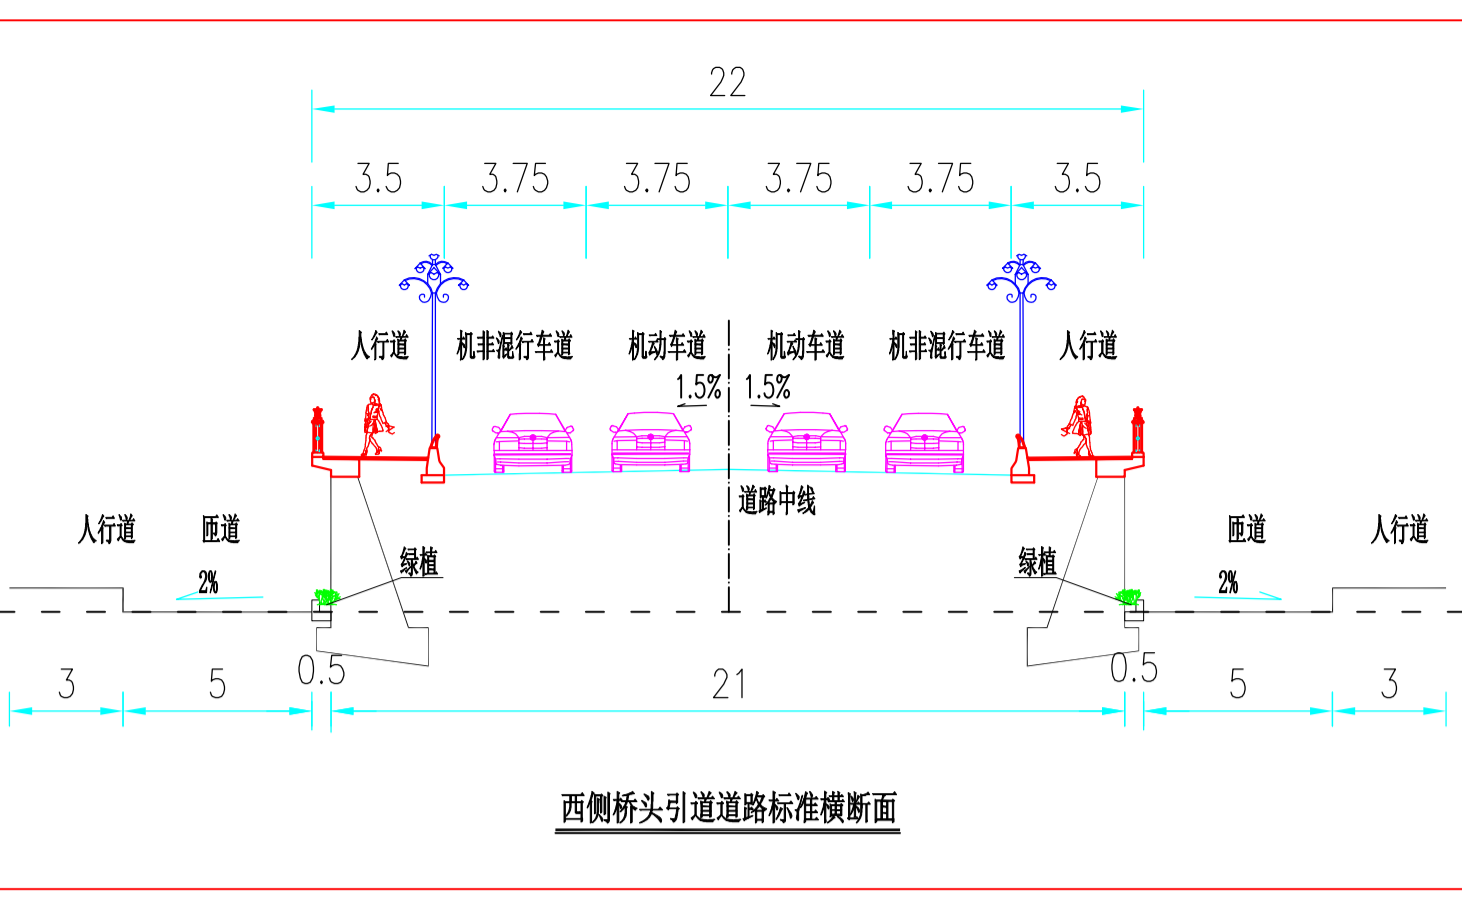 22
3.5 3.75 3.75 3.75 3.75 3.5
人行道 机非混行车道 机动车道 机动车道 机非混行车道 人行道
1.5% 1.5%
道路中线
人行道 匝道 匝道 人行道
绿植 绿植
2% 2%
3 5 0.5 21 0.5 5 3
西侧桥头引道道路标准横断面